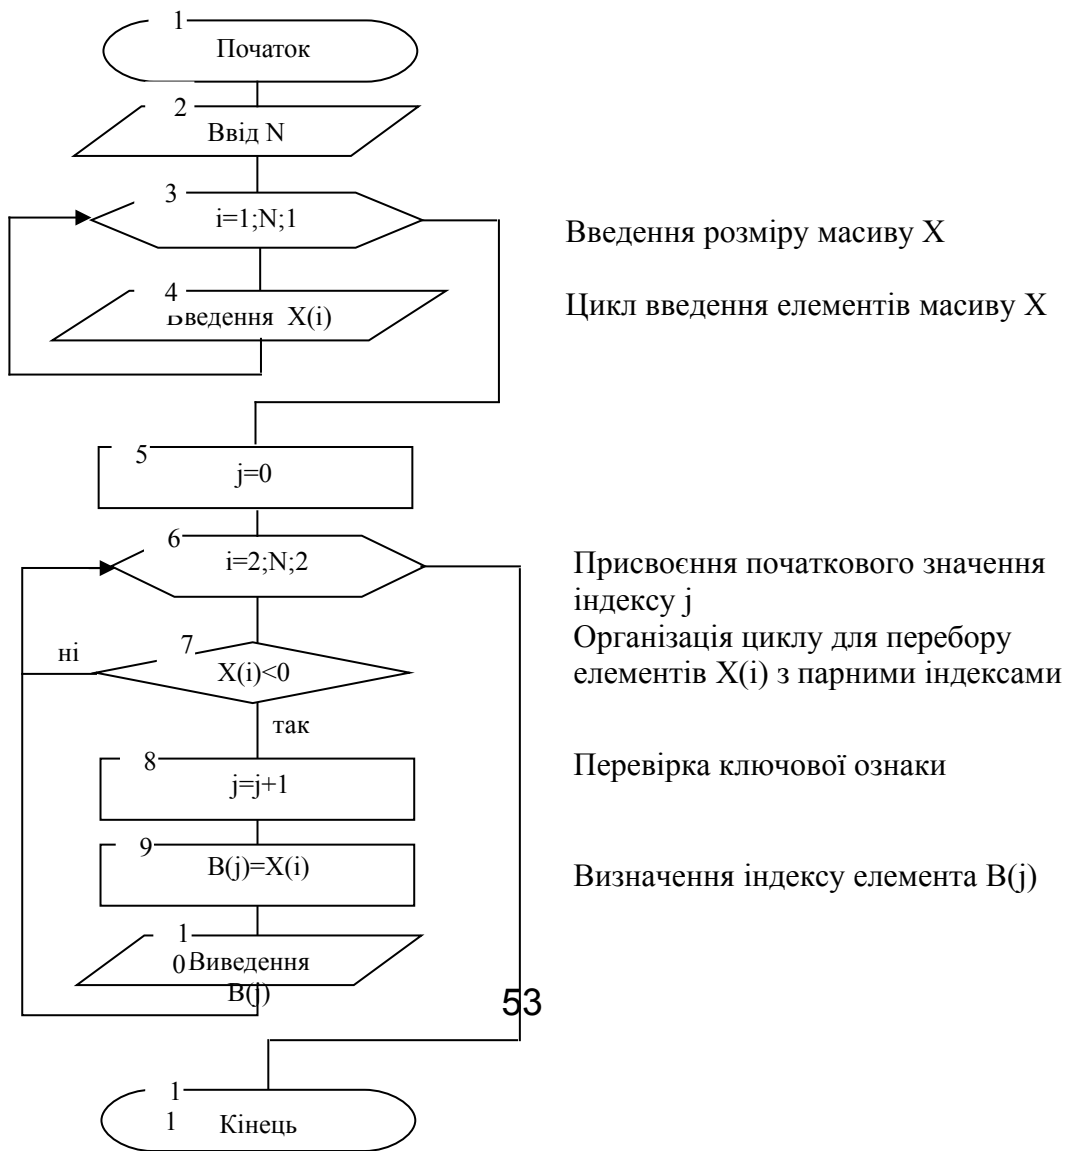 1
Початок
2
Ввід N
3
i=1;N;1
Введення розміру масиву X
4
Введення X(i)
Цикл введення елементів масиву X
5
j=0
6
i=2;N;2
Присвоєння початкового значення
індексу j
7
ні
X(i)<0
Організація циклу для перебору
елементів X(i) з парними індексами
так
8
j=j+1
Перевірка ключової ознаки
9
B(j)=X(i)
Визначення індексу елемента B(j)
1
0
Виведення
B(j)
53
1
1
Кінець